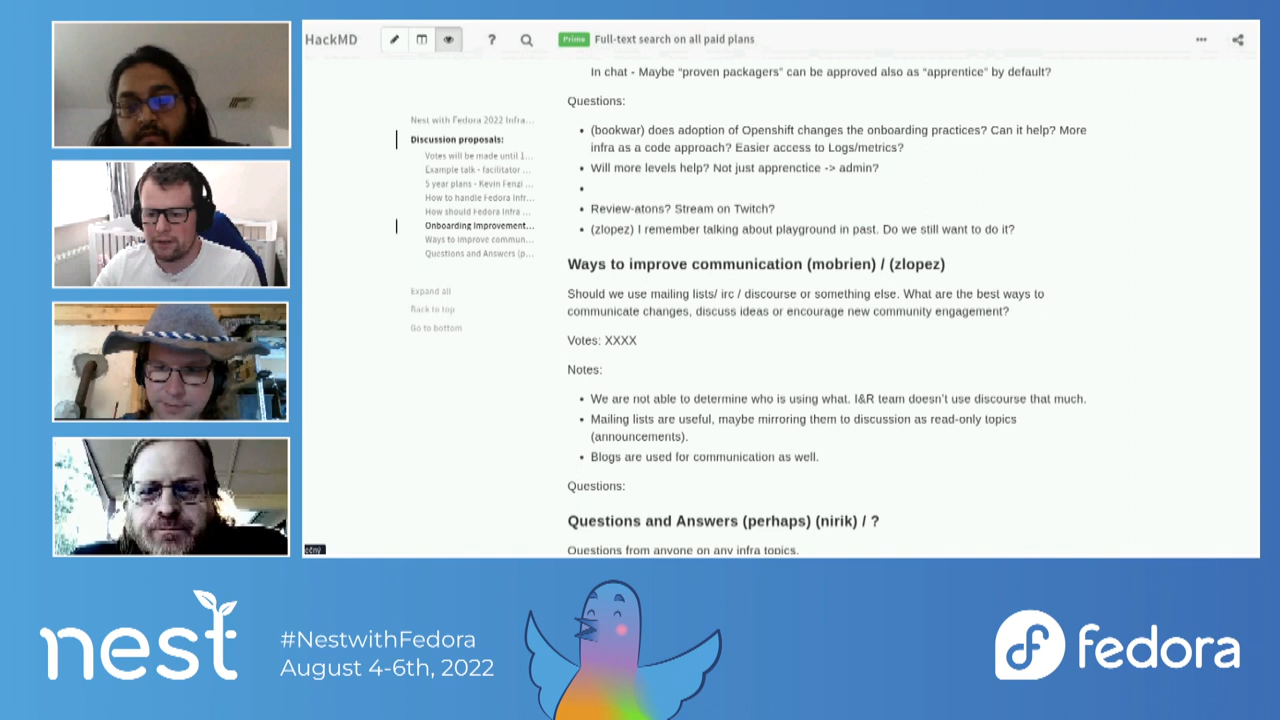 HackMD
?
Prime Full-text search on all paid plans
In chat - Maybe “proven packagers” can be approved also as “apprentice” by default?
Questions:
(bookwar) does adoption of Openshift changes the onboarding practices? Can it help? More
infra as a code approach? Easier access to Logs/metrics?
Will more levels help? Not just apprenctice -> admin?
Review-atons? Stream on Twitch?
(zlopez) I remember talking about playground in past. Do we still want to do it?
Ways to improve communication (mobrien) / (zlopez)
Should we use mailing lists/ irc / discourse or something else. What are the best ways to
communicate changes, discuss ideas or encourage new community engagement?
Votes: XXXX
Notes:
We are not able to determine who is using what. I&R team doesn’t use discourse that much.
Mailing lists are useful, maybe mirroring them to discussion as read-only topics
(announcements).
Blogs are used for communication as well.
Questions:
Questions and Answers (perhaps) (nirik) / ?
Questions from anyone on any infra topics.
Nest with Fedora 2022 Infra...
Discussion proposals:
Votes will be made until 1...
Example talk - facilitator ...
5 year plans - Kevin Fenzi ...
How to handle Fedora Infr...
How should Fedora Infra ...
Onboarding Improvement...
Ways to improve commun...
Questions and Answers (p...
Expand all
Back to top
Go to bottom
nest
#NestwithFedora
August 4-6th, 2022
fedora